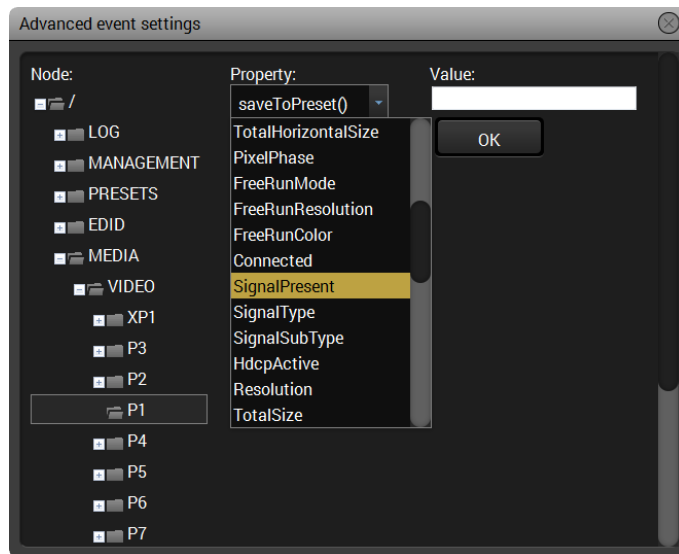 Advanced event settings
Node:
Property:
Value:
/
saveToPreset()
LOG
TotalHorizontalSize
OK
MANAGEMENT
PixelPhase
PRESETS
FreeRunMode
FreeRunResolution
EDID
FreeRunColor
MEDIA
Connected
VIDEO
SignalPresent
XP1
SignalType
P3
SignalSubType
P2
HdcpActive
P1
Resolution
TotalSize
P4
P5
P6
P7